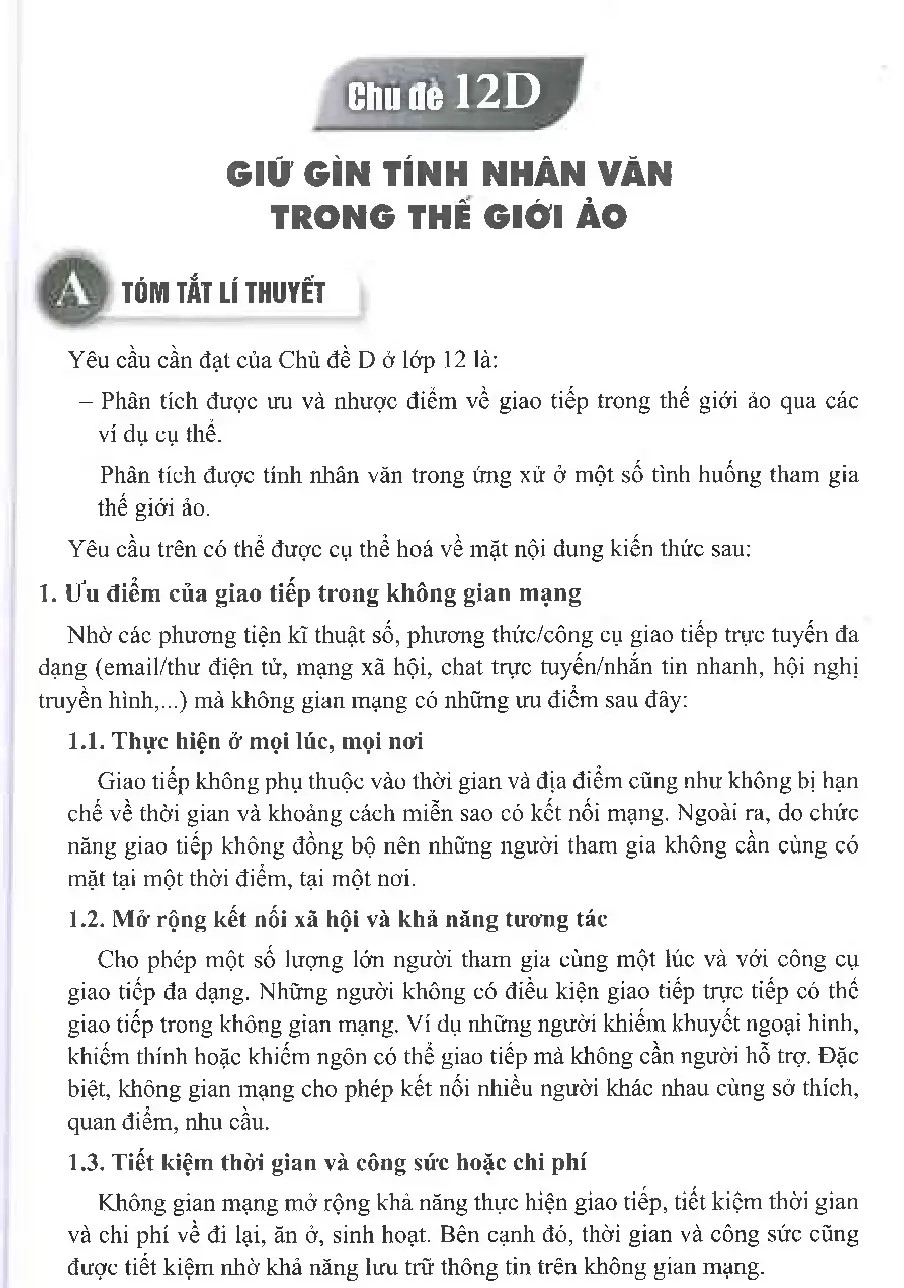 Chủ đề 12D
GIỮ GÌN TÍNH NHÂN VĂN
TRONG THẾ GIỚI ẢO
A TÓM TẮT LÍ THUYẾT
Yêu cầu cần đạt của Chủ đề D ở lớp 12 là:
– Phân tích được ưu và nhược điểm về giao tiếp trong thế giới ảo qua các
ví dụ cụ thể.
Phân tích được tính nhân văn trong ứng xử ở một số tình huống tham gia
thế giới ảo.
Yêu cầu trên có thể được cụ thể hoá về mặt nội dung kiến thức sau:
1. Ưu điểm của giao tiếp trong không gian mạng
Nhờ các phương tiện kĩ thuật số, phương thức/công cụ giao tiếp trực tuyến đa
dạng (email/thư điện tử, mạng xã hội, chat trực tuyến/nhắn tin nhanh, hội nghị
truyền hình,...) mà không gian mạng có những ưu điểm sau đây:
1.1. Thực hiện ở mọi lúc, mọi nơi
Giao tiếp không phụ thuộc vào thời gian và địa điểm cũng như không bị hạn
chế về thời gian và khoảng cách miễn sao có kết nối mạng. Ngoài ra, do chức
năng giao tiếp không đồng bộ nên những người tham gia không cần cùng có
mặt tại một thời điểm, tại một nơi.
1.2. Mở rộng kết nối xã hội và khả năng tương tác
Cho phép một số lượng lớn người tham gia cùng một lúc và với công cụ
giao tiếp đa dạng. Những người không có điều kiện giao tiếp trực tiếp có thể
giao tiếp trong không gian mạng. Ví dụ những người khiếm khuyết ngoại hình,
khiếm thính hoặc khiếm ngôn có thể giao tiếp mà không cần người hỗ trợ. Đặc
biệt, không gian mạng cho phép kết nối nhiều người khác nhau cùng sở thích,
quan điểm, nhu cầu.
1.3. Tiết kiệm thời gian và công sức hoặc chi phí
Không gian mạng mở rộng khả năng thực hiện giao tiếp, tiết kiệm thời gian
và chi phí về đi lại, ăn ở, sinh hoạt. Bên cạnh đó, thời gian và công sức cũng
được tiết kiệm nhờ khả năng lưu trữ thông tin trên không gian mạng.